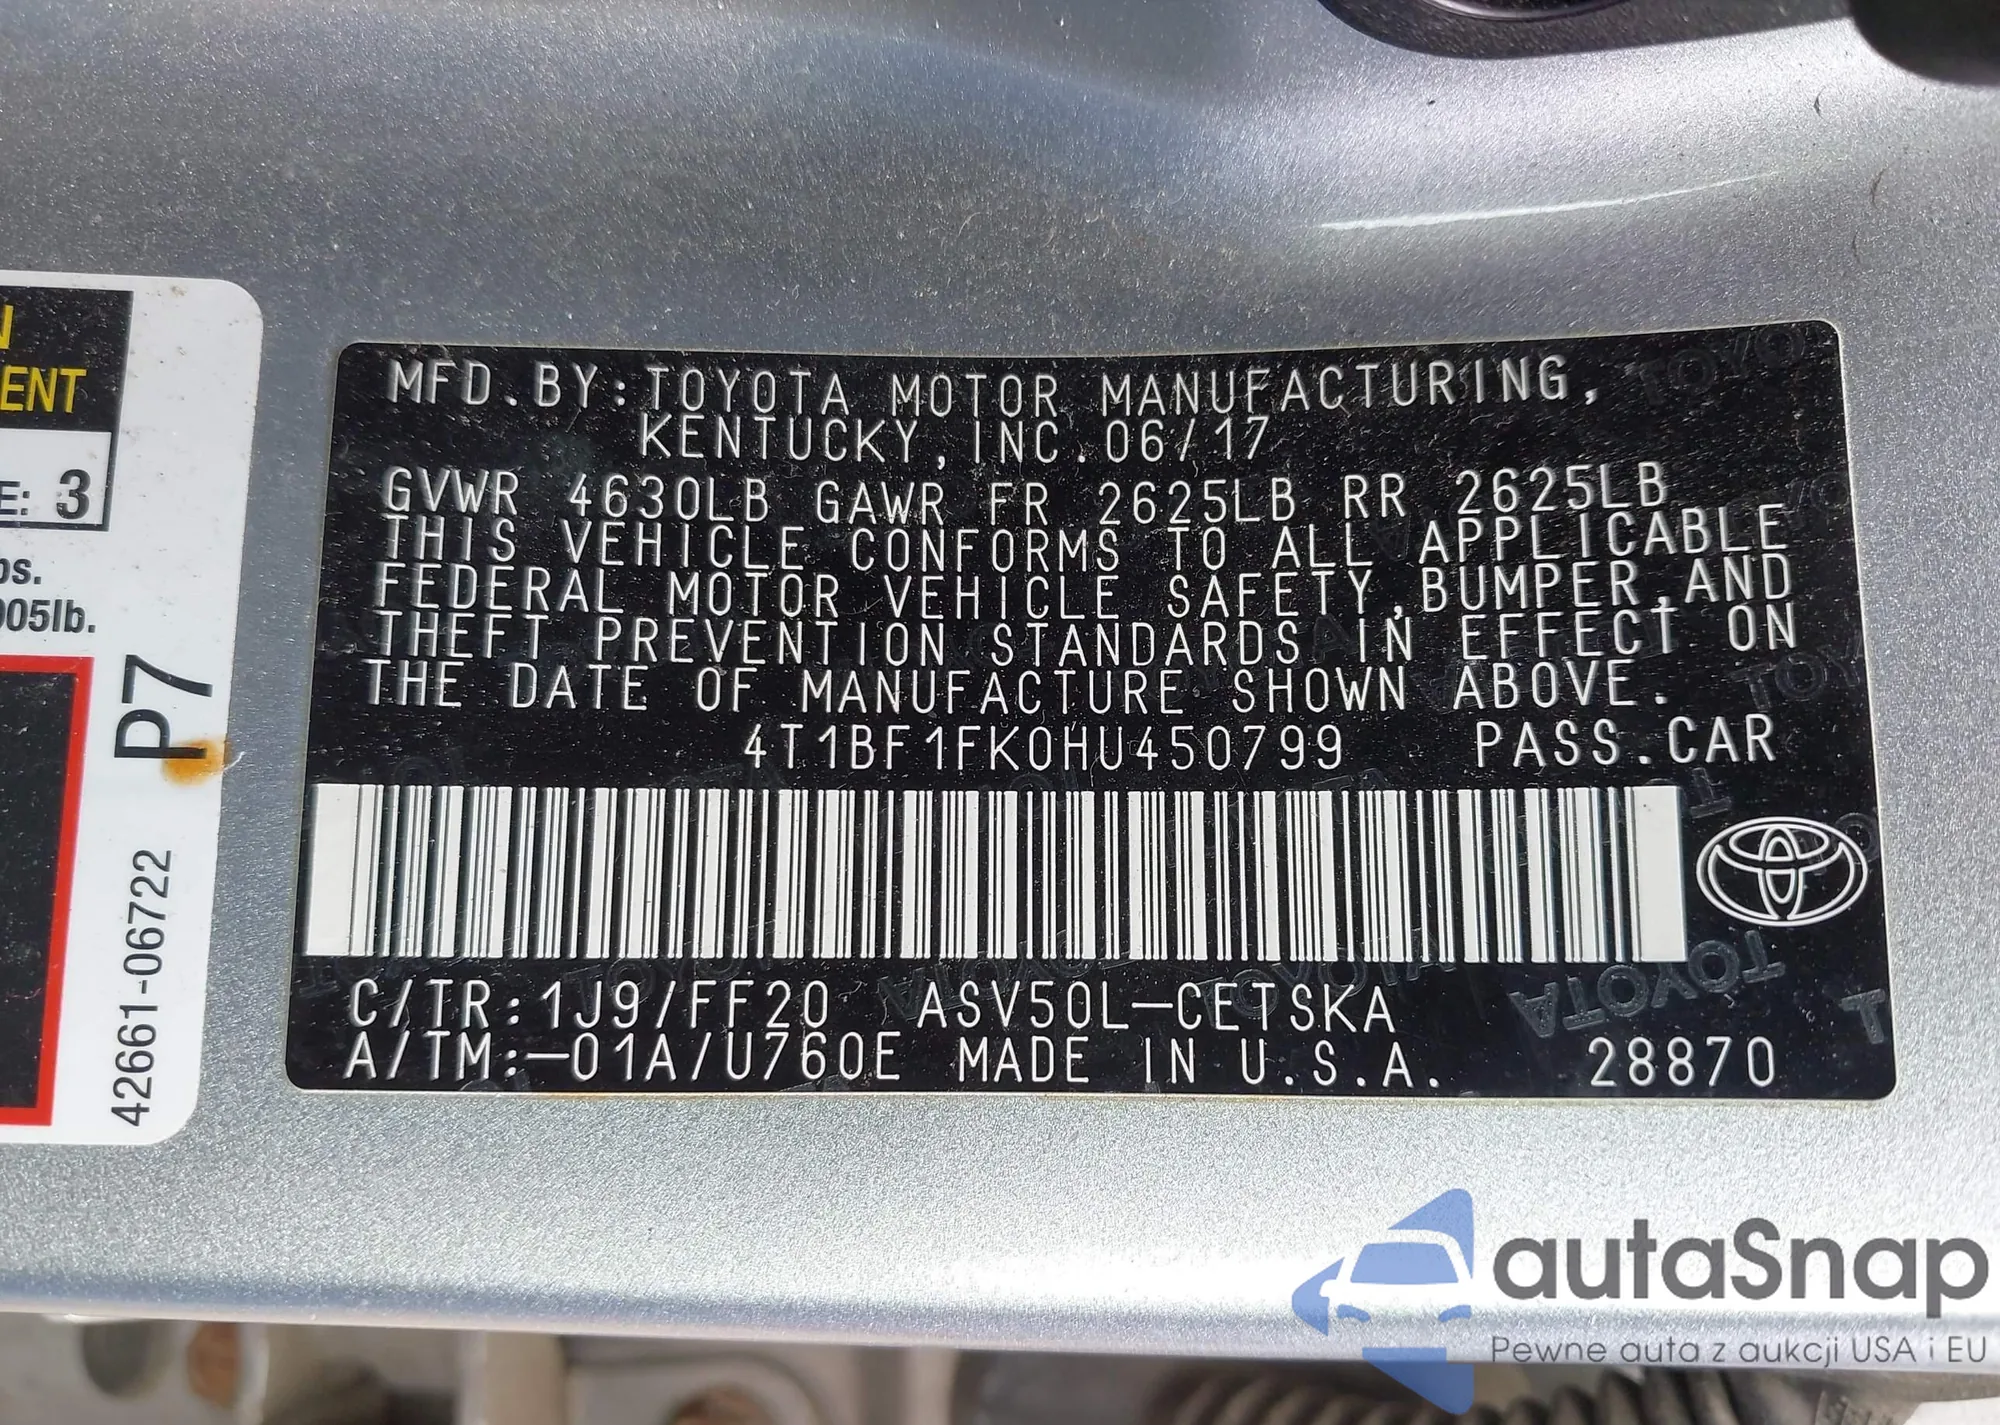 N
ENT
E: 3
os.
005lb.
P7
42661-06722
MFD. BY: TOYOTA MOTOR MANUFACTURING,
KENTUCKY, INC. 06/17
GVWR 4630LB GAWR FR 2625LB RR 2625LB
THIS VEHICLE CONFORMS TO ALL APPLICABLE
FEDERAL MOTOR VEHICLE SAFETY, BUMPER, AND
THEFT PREVENTION STANDARDS IN EFFECT ON
THE DATE OF MANUFACTURE SHOWN ABOVE.
4T1BF1FK0HU450799 PASS. CAR
C/TR: 1J9/FF20 ASV50L-CETSKA
A/TM:-01A/U760E MADE IN U.S.A. 28870
TOYOTA
autaSnap
Pewne auta z aukcji USA i EU